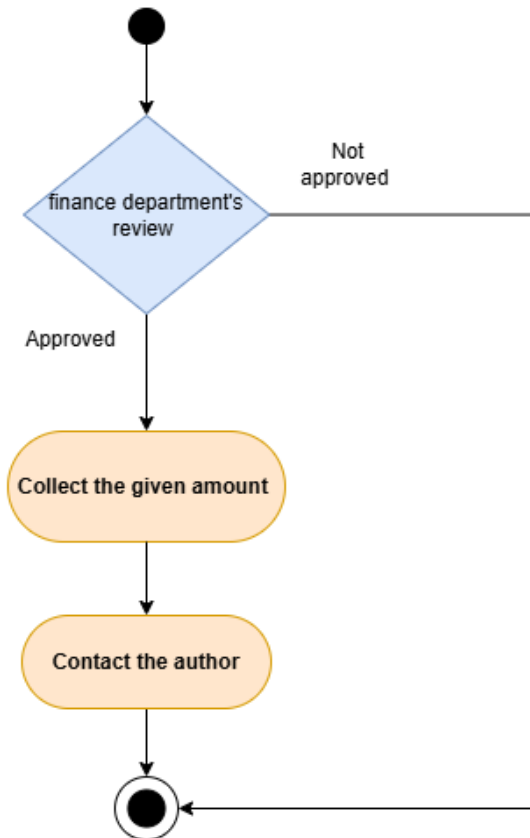 finance department's
review
Not
approved
Approved
Collect the given amount
Contact the author